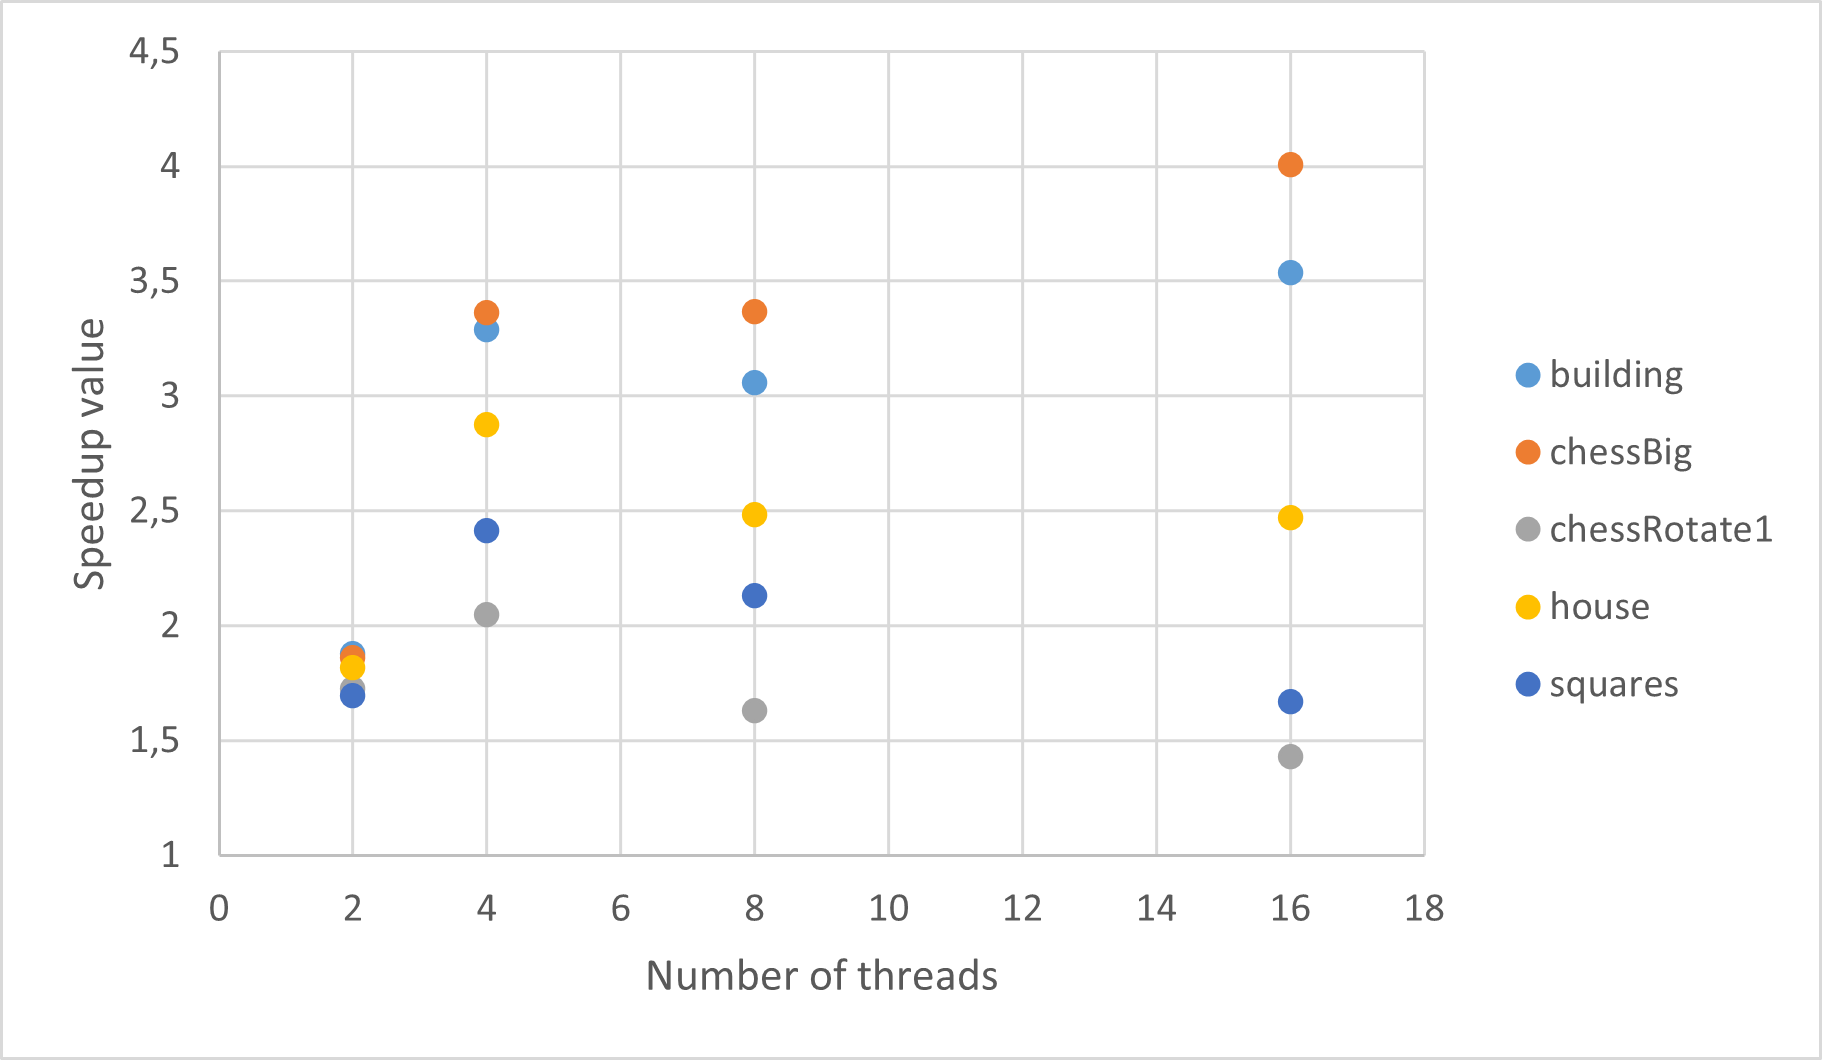 4,5
4
3,5
3
2,5
2
1,5
1
Speedup value
0 2 4 6 8 10 12 14 16 18
Number of threads
building
chessBig
chessRotate1
house
squares